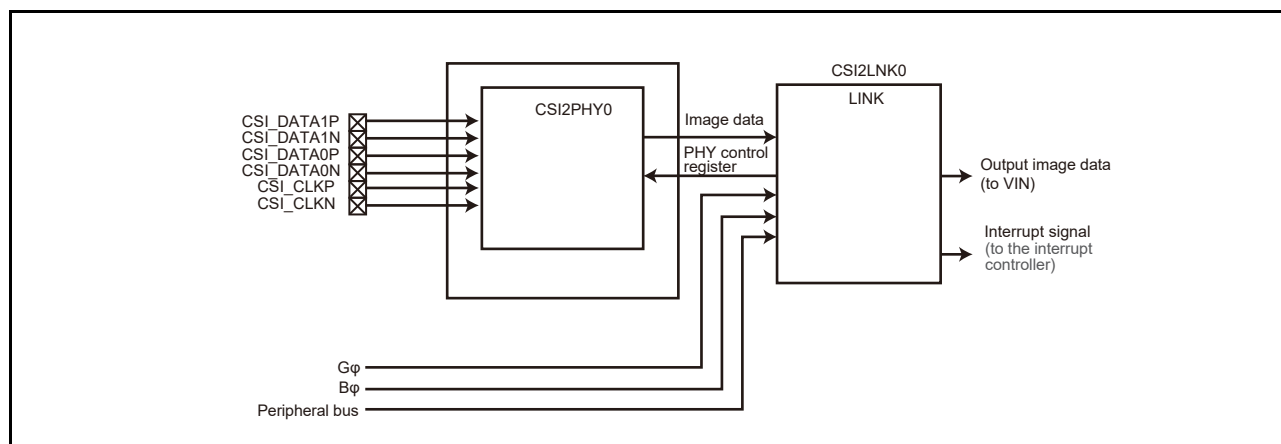 CSI2LNK0
LINK
CSI2PHY0
CSI_DATA1P
CSI_DATA1N
CSI_DATA0P
CSI_DATA0N
CSI_CLKP
CSI_CLKN
Image data
PHY control
register
Output image data
(to VIN)
Interrupt signal
(to the interrupt
controller)
Gφ
Bφ
Peripheral bus